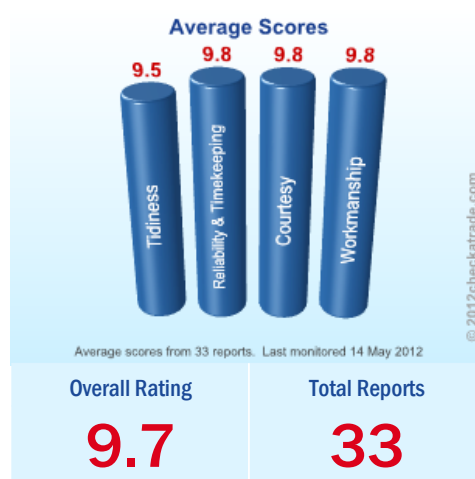 Average Scores
9.5
9.8
9.8
9.8
Tidiness
Reliability & Timekeeping
Courtesy
Workmanship
© 2012checkatrade.com
Average scores from 33 reports. Last monitored 14 May 2012
Overall Rating
Total Reports
9.7
33